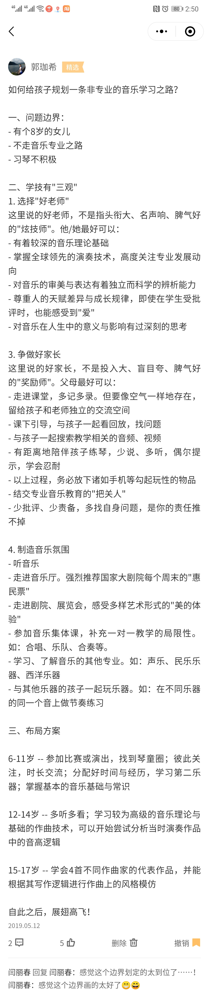 4G 4G 淘 80 2:50
郭珈希 精选
如何给孩子规划一条非专业的音乐学习之路？
一、问题边界：
- 有个8岁的女儿
- 不走音乐专业之路
- 习琴不积极
二、学技有"三观"
1. 选择"好老师"
这里说的好老师，不是指头衔大、名声响、脾气好
的"炫技师"。他/她最好可以：
- 有着较深的音乐理论基础
- 掌握全球领先的演奏技术，高度关注专业发展动
向
- 对音乐的审美与表达有着独立而科学的辨析能力
- 尊重人的天赋差异与成长规律，即使在学生受批
评时，也能感受到"爱"
- 对音乐在人生中的意义与影响有过深刻的思考
3. 争做好家长
这里说的好家长，不是投入大、盲目夸、脾气好
的"奖励师"。父母最好可以：
- 走进课堂，多记多录。但要像空气一样地存在，
留给孩子和老师独立的交流空间
- 课下引导，与孩子一起看回放，找问题
- 与孩子一起搜索教学相关的音频、视频
- 有距离地陪伴孩子练琴，少说、多听，偶尔提
示，学会忍耐
- 以上过程，务必放下诸如手机等勾起玩性的物品
- 结交专业音乐教育的"把关人"
- 少批评、少责备，多找自身问题，是你的责任推
不掉
4. 制造音乐氛围
- 听音乐
- 走进音乐厅。强烈推荐国家大剧院每个周末的"惠
民票"
- 走进剧院、展览会，感受多样艺术形式的"美的体
验"
- 参加音乐集体课，补充一对一教学的局限性。
如：合唱、乐队、合奏等。
- 学习、了解音乐的其他专业。如：声乐、民乐乐
器、西洋乐器
- 与其他乐器的孩子一起玩乐器。如：在不同乐器
的同一个音上做节奏练习
三、布局方案
6-11岁 -- 参加比赛或演出，找到琴童圈；彼此关
注，时长交流；分配好时间与经历，学习第二乐
器；掌握基本的音乐基础与常识
12-14岁 -- 多听多看；学习较为高级的音乐理论与
基础的作曲技术，可以开始尝试分析当时演奏作品
中的音高逻辑
15-17岁 -- 学会4首不同作曲家的代表作品，并能
根据其写作逻辑进行作曲上的风格模仿
自此之后，展翅高飞！
2019.05.12
2 5 删除 撤销
闫丽春 回复 闫丽春：感觉这个边界划定的太到位了……！
闫丽春：感觉这个边界画的太好了😁😄